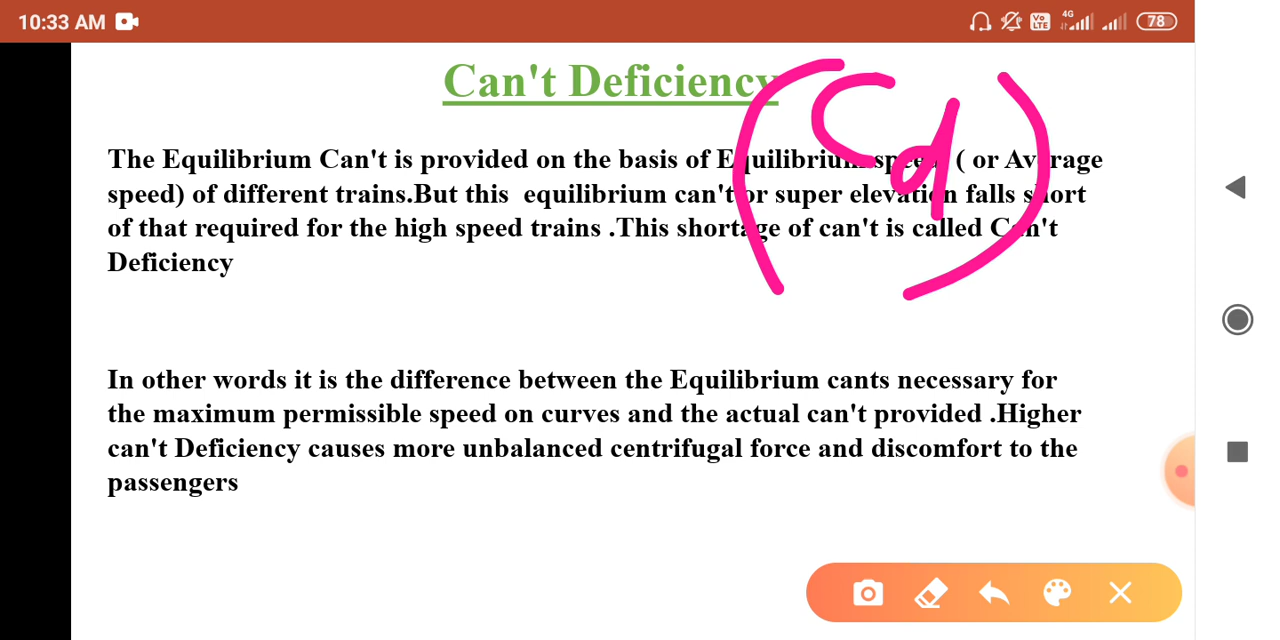 10:33 AM
Vo LTE 4G 78
Can't Deficiency
(Cd)
The Equilibrium Can't is provided on the basis of Equilibrium speed ( or Average
speed) of different trains.But this equilibrium can't or super elevation falls short
of that required for the high speed trains .This shortage of can't is called Can't
Deficiency
In other words it is the difference between the Equilibrium cants necessary for
the maximum permissible speed on curves and the actual can't provided .Higher
can't Deficiency causes more unbalanced centrifugal force and discomfort to the
passengers